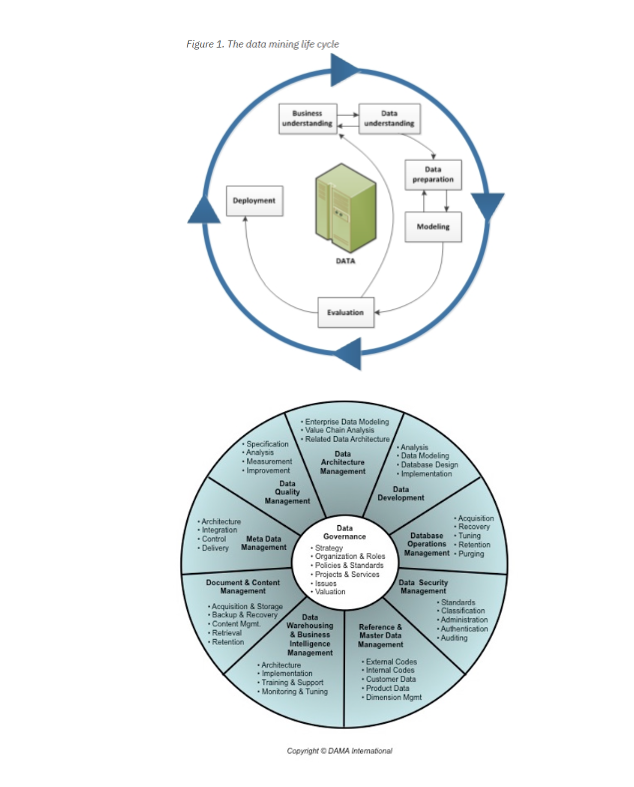 Figure 1. The data mining life cycle
Business
understanding
Data
understanding
Data
preparation
Deployment
Modeling
DATA
Evaluation
• Enterprise Data Modeling
• Value Chain Analysis
• Related Data Architecture
Data
Architecture
Management
• Analysis
• Data Modeling
• Database Design
• Implementation
Data
Development
• Acquisition
• Recovery
• Tuning
• Retention
• Purging
Database
Operations
Management
Data Security
Management
• Standards
• Classification
• Administration
• Authentication
• Auditing
Reference &
Master Data
Management
• External Codes
• Internal Codes
• Customer Data
• Product Data
• Dimension Mgmt
Data
Warehousing
& Business
Intelligence
Management
• Architecture
• Implementation
• Training & Support
• Monitoring & Tuning
Document & Content
Management
• Acquisition & Storage
• Backup & Recovery
• Content Mgmt.
• Retrieval
• Retention
• Architecture
• Integration
• Control
• Delivery
Meta Data
Management
• Specification
• Analysis
• Measurement
• Improvement
Data
Quality
Management
Data
Governance
• Strategy
• Organization & Roles
• Policies & Standards
• Projects & Services
• Issues
• Valuation
Copyright © DAMA International